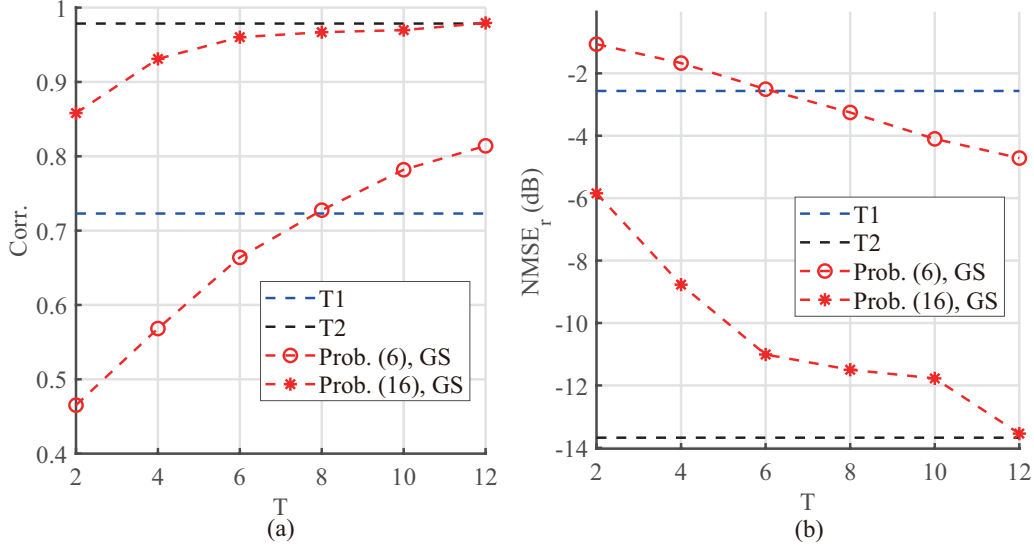 1
0.9
0.8
0.7
0.6
0.5
0.4
Corr.
2
4
6
8
10
12
T
T1
T2
Prob. (6), GS
Prob. (16), GS
(a)
-2
-4
-6
-8
-10
-12
-14
NMSEr (dB)
2
4
6
8
10
12
T
T1
T2
Prob. (6), GS
Prob. (16), GS
(b)